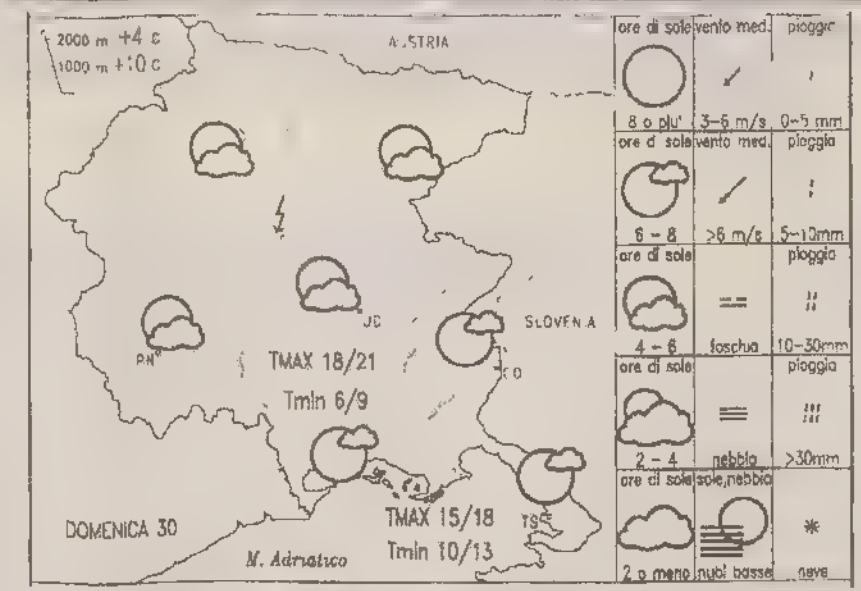 2000 m +4 c
1000 m +10 c
AUSTRIA
SLOVENIA
UD
PN
GO
TMAX 18/21
Tmin 6/9
TMAX 15/18
Tmin 10/13
TS
DOMENICA 30
M. Adriatico
ore di sole vento med. pioggia
8 o piu' 3-6 m/s 0-5 mm
ore di sole vento med. pioggia
6 - 8 >6 m/s 5-10mm
ore di sole pioggia
4 - 6 foschia 10-30mm
ore di sole pioggia
2 - 4 nebbia >30mm
ore di sole sole,nebbia
2 o meno nubi basse neve